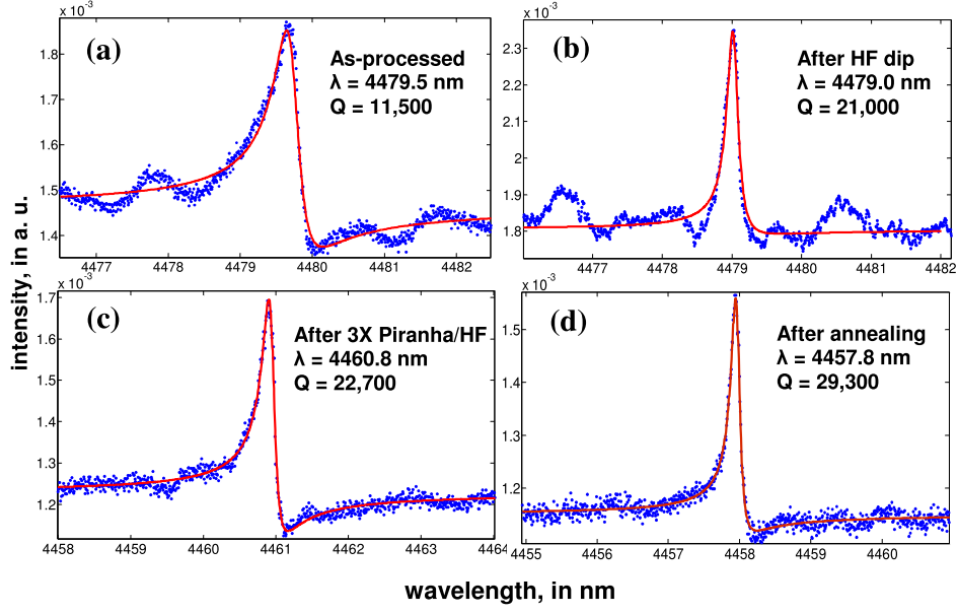 x 10⁻³
(a)
As-processed
λ = 4479.5 nm
Q = 11,500
1.8
1.7
1.6
1.5
1.4
4477 4478 4479 4480 4481 4482
x 10⁻³
(b)
After HF dip
λ = 4479.0 nm
Q = 21,000
2.3
2.2
2.1
2
1.9
1.8
4477 4478 4479 4480 4481 4482
x 10⁻³
(c)
After 3X Piranha/HF
λ = 4460.8 nm
Q = 22,700
1.7
1.6
1.5
1.4
1.3
1.2
4458 4459 4460 4461 4462 4463 4464
x 10⁻³
(d)
After annealing
λ = 4457.8 nm
Q = 29,300
1.5
1.4
1.3
1.2
4455 4456 4457 4458 4459 4460
intensity, in a. u.
wavelength, in nm